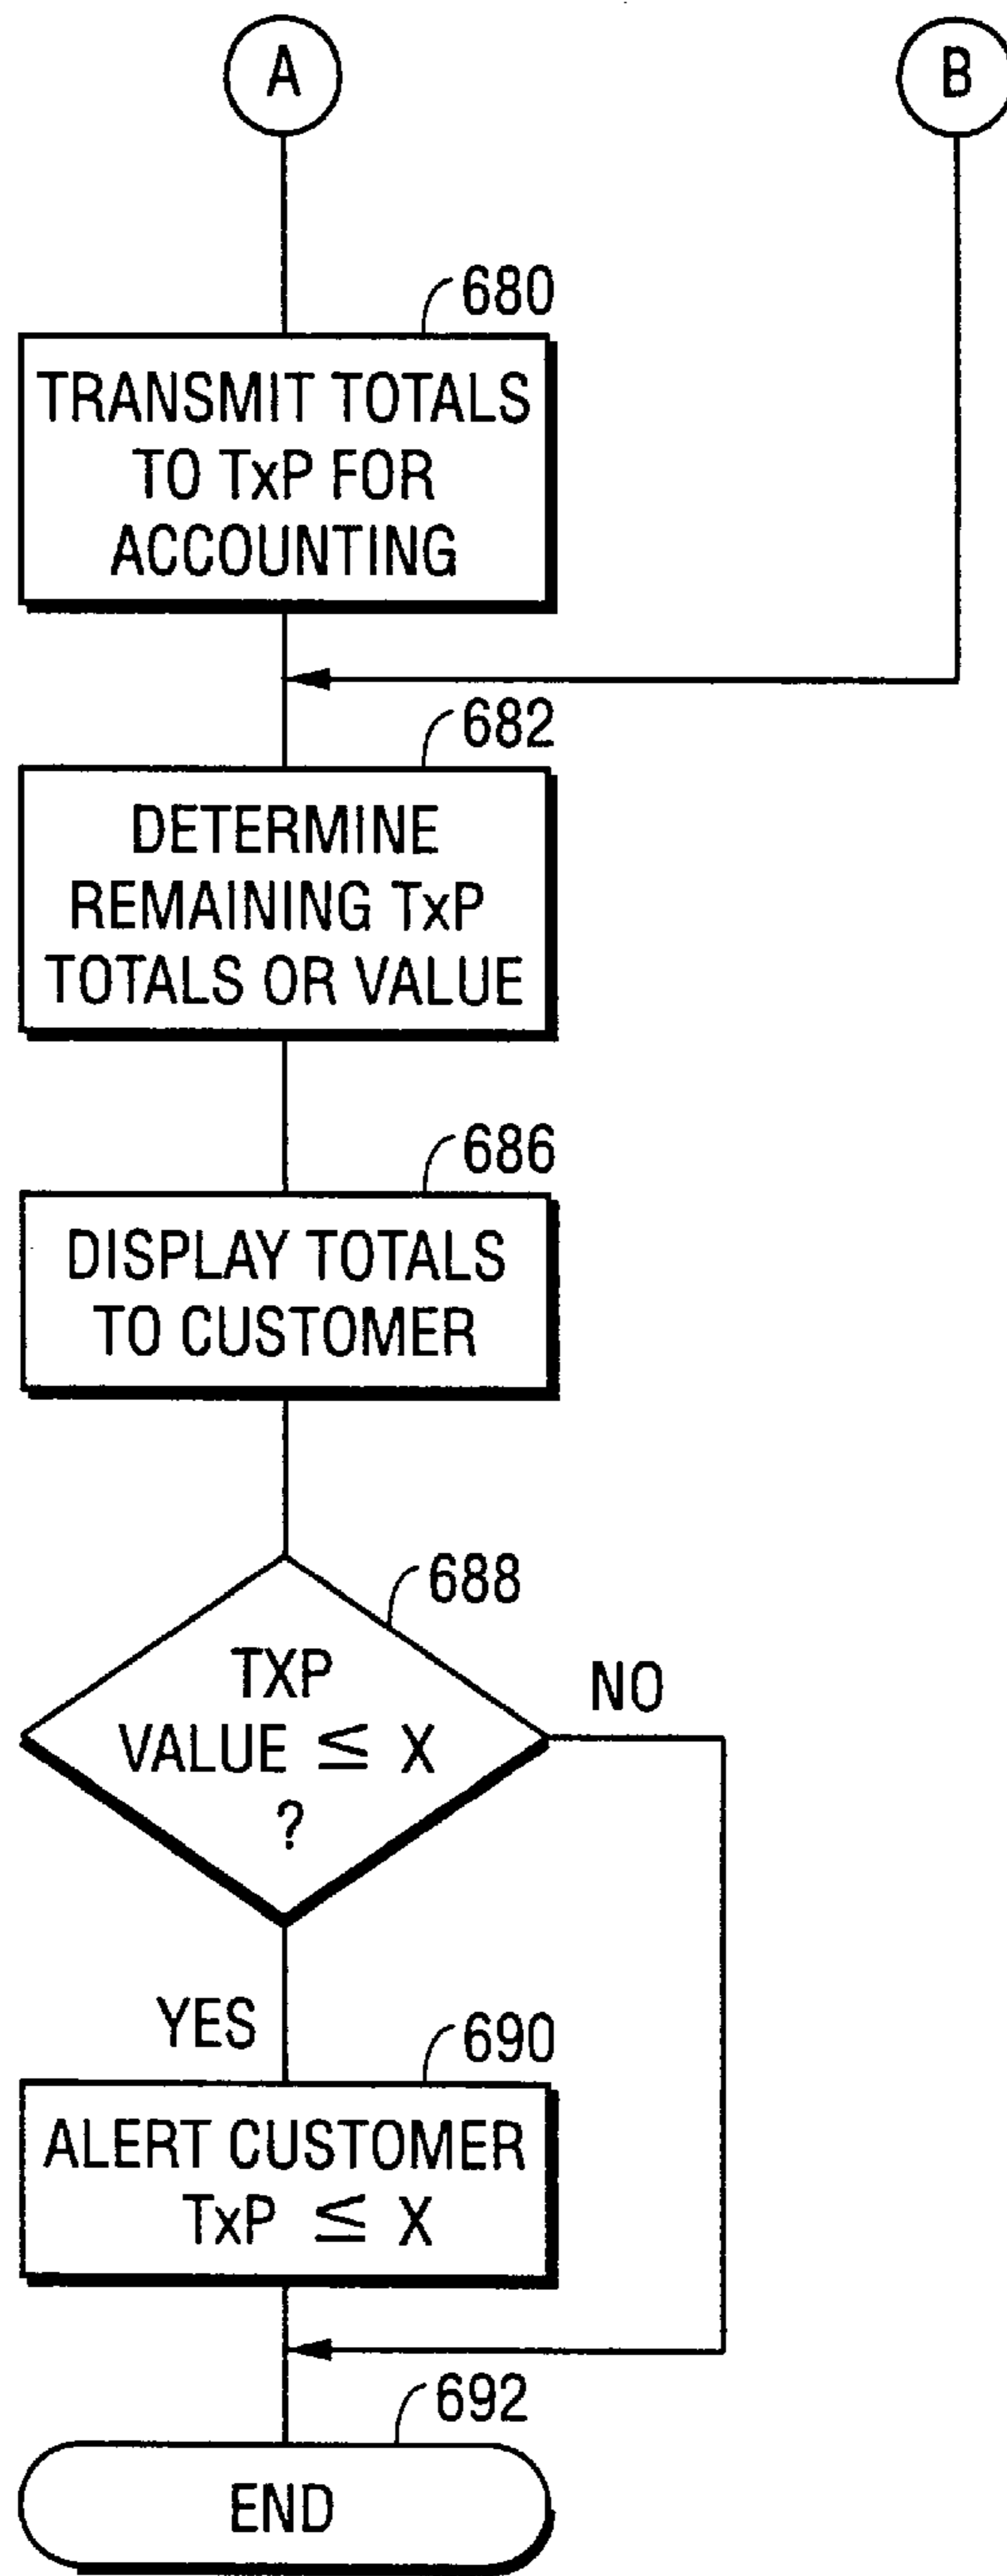 A
B
680
TRANSMIT TOTALS
TO TxP FOR
ACCOUNTING
682
DETERMINE
REMAINING TxP
TOTALS OR VALUE
686
DISPLAY TOTALS
TO CUSTOMER
688
TXP
VALUE ≤ X
?
NO
YES
690
ALERT CUSTOMER
TxP ≤ X
692
END